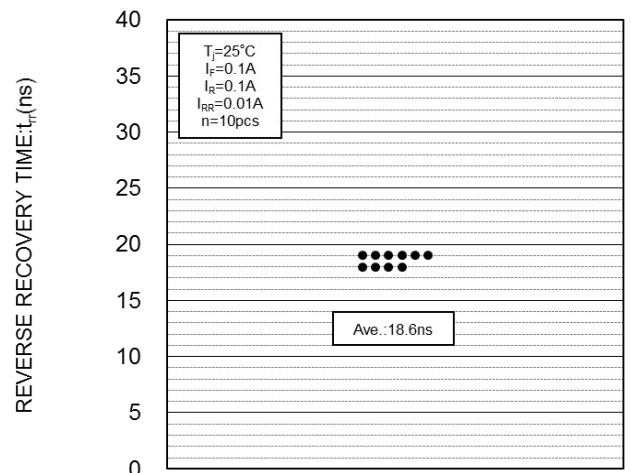 REVERSE RECOVERY TIME:trr(ns)
40
35
30
25
20
15
10
5
0
Tj=25°C
IF=0.1A
IR=0.1A
IRR=0.01A
n=10pcs
Ave.:18.6ns